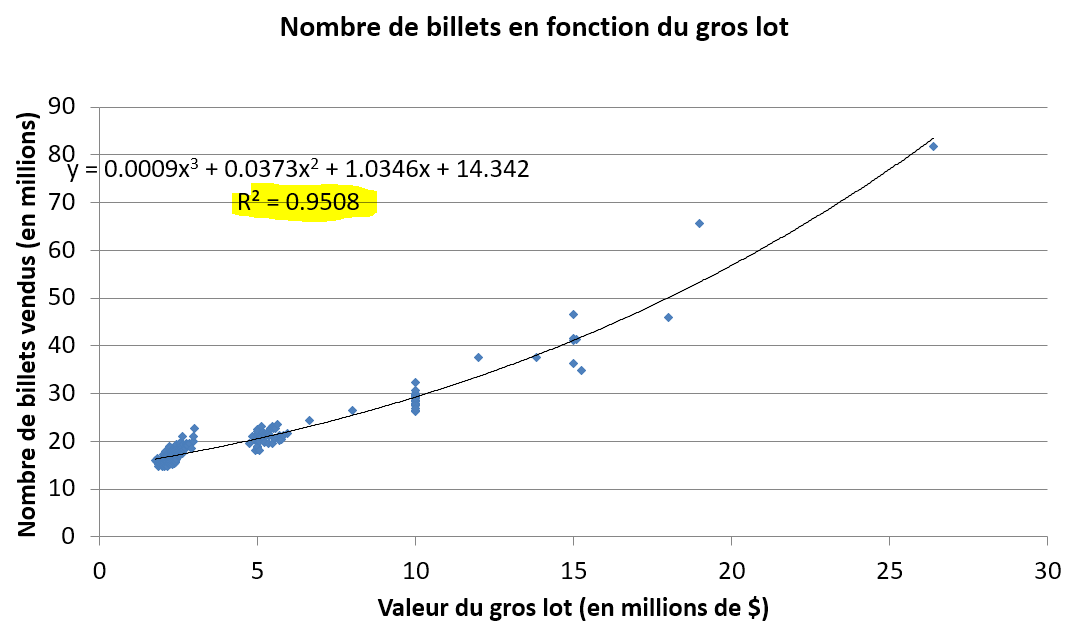 Nombre de billets en fonction du gros lot
Nombre de billets vendus (en millions)
90
80
70
60
50
40
30
20
10
0
y = 0.0009x³ + 0.0373x² + 1.0346x + 14.342
R² = 0.9508
0 5 10 15 20 25 30
Valeur du gros lot (en millions de $)